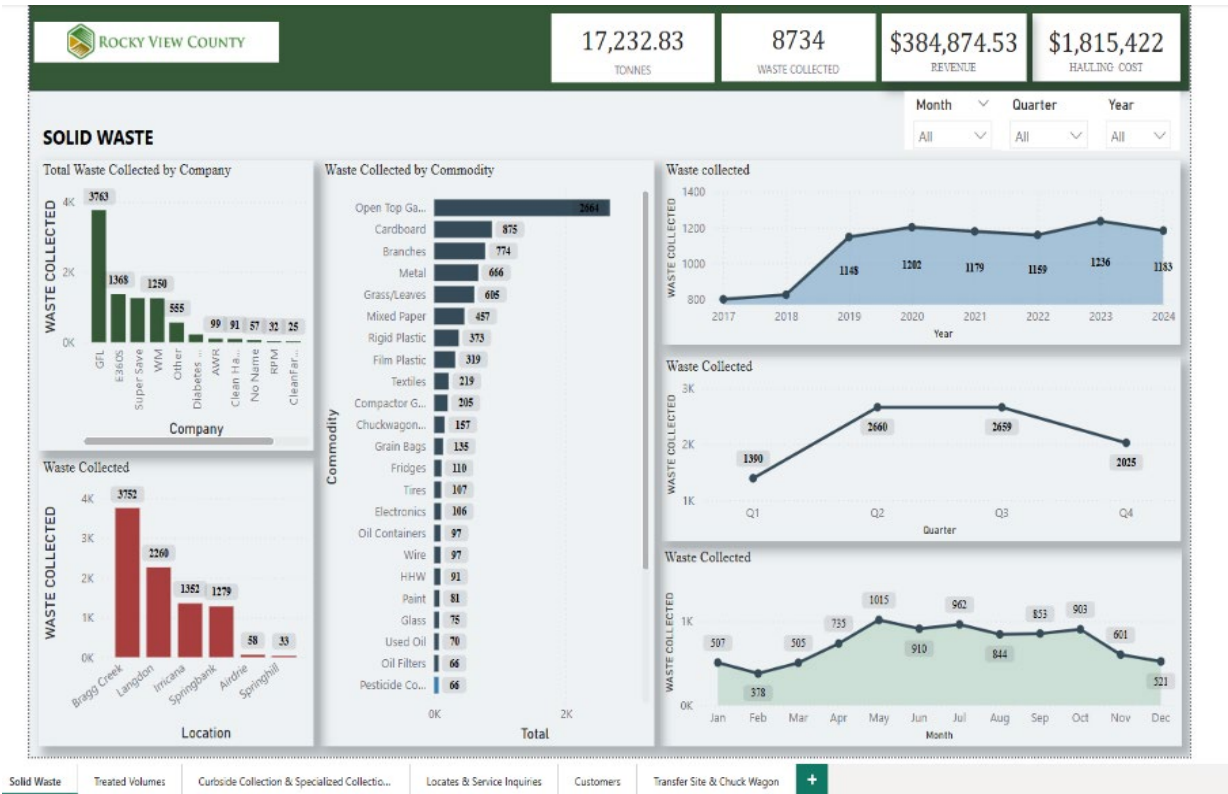 ROCKY VIEW COUNTY
17,232.83
TONNES
8734
WASTE COLLECTED
$384,874.53
REVENUE
$1,815,422
HAULING COST
Month
Quarter
Year
All
All
All
SOLID WASTE
Total Waste Collected by Company
WASTE COLLECTED
4K
2K
0K
3763
1368
1250
555
99
91
57
32
25
GFL
E360S
Super Save
WM
Other
Diabetes ...
AWR
Clean Ha...
No Name
RPM
CleanFar...
Company
Waste Collected
WASTE COLLECTED
4K
3K
2K
1K
0K
3752
2260
1352
1279
58
33
Bragg Creek
Langdon
Irricana
Springbank
Airdrie
Springhill
Location
Waste Collected by Commodity
Commodity
Open Top Ga... 2664
Cardboard 875
Branches 774
Metal 666
Grass/Leaves 605
Mixed Paper 457
Rigid Plastic 373
Film Plastic 319
Textiles 219
Compactor G... 205
Chuckwagon... 157
Grain Bags 135
Fridges 110
Tires 107
Electronics 106
Oil Containers 97
Wire 97
HHW 91
Paint 81
Glass 75
Used Oil 70
Oil Filters 66
Pesticide Co... 66
0K 2K
Total
Waste collected
WASTE COLLECTED
1400
1200
1000
800
1148
1202
1179
1159
1236
1183
2017 2018 2019 2020 2021 2022 2023 2024
Year
Waste Collected
WASTE COLLECTED
3K
2K
1K
1390
2660
2659
2025
Q1 Q2 Q3 Q4
Quarter
Waste Collected
WASTE COLLECTED
1K
0K
507
378
505
735
1015
910
962
844
853
903
601
521
Jan Feb Mar Apr May Jun Jul Aug Sep Oct Nov Dec
Month
Solid Waste
Treated Volumes
Curbside Collection & Specialized Collectio...
Locates & Service Inquiries
Customers
Transfer Site & Chuck Wagon
+